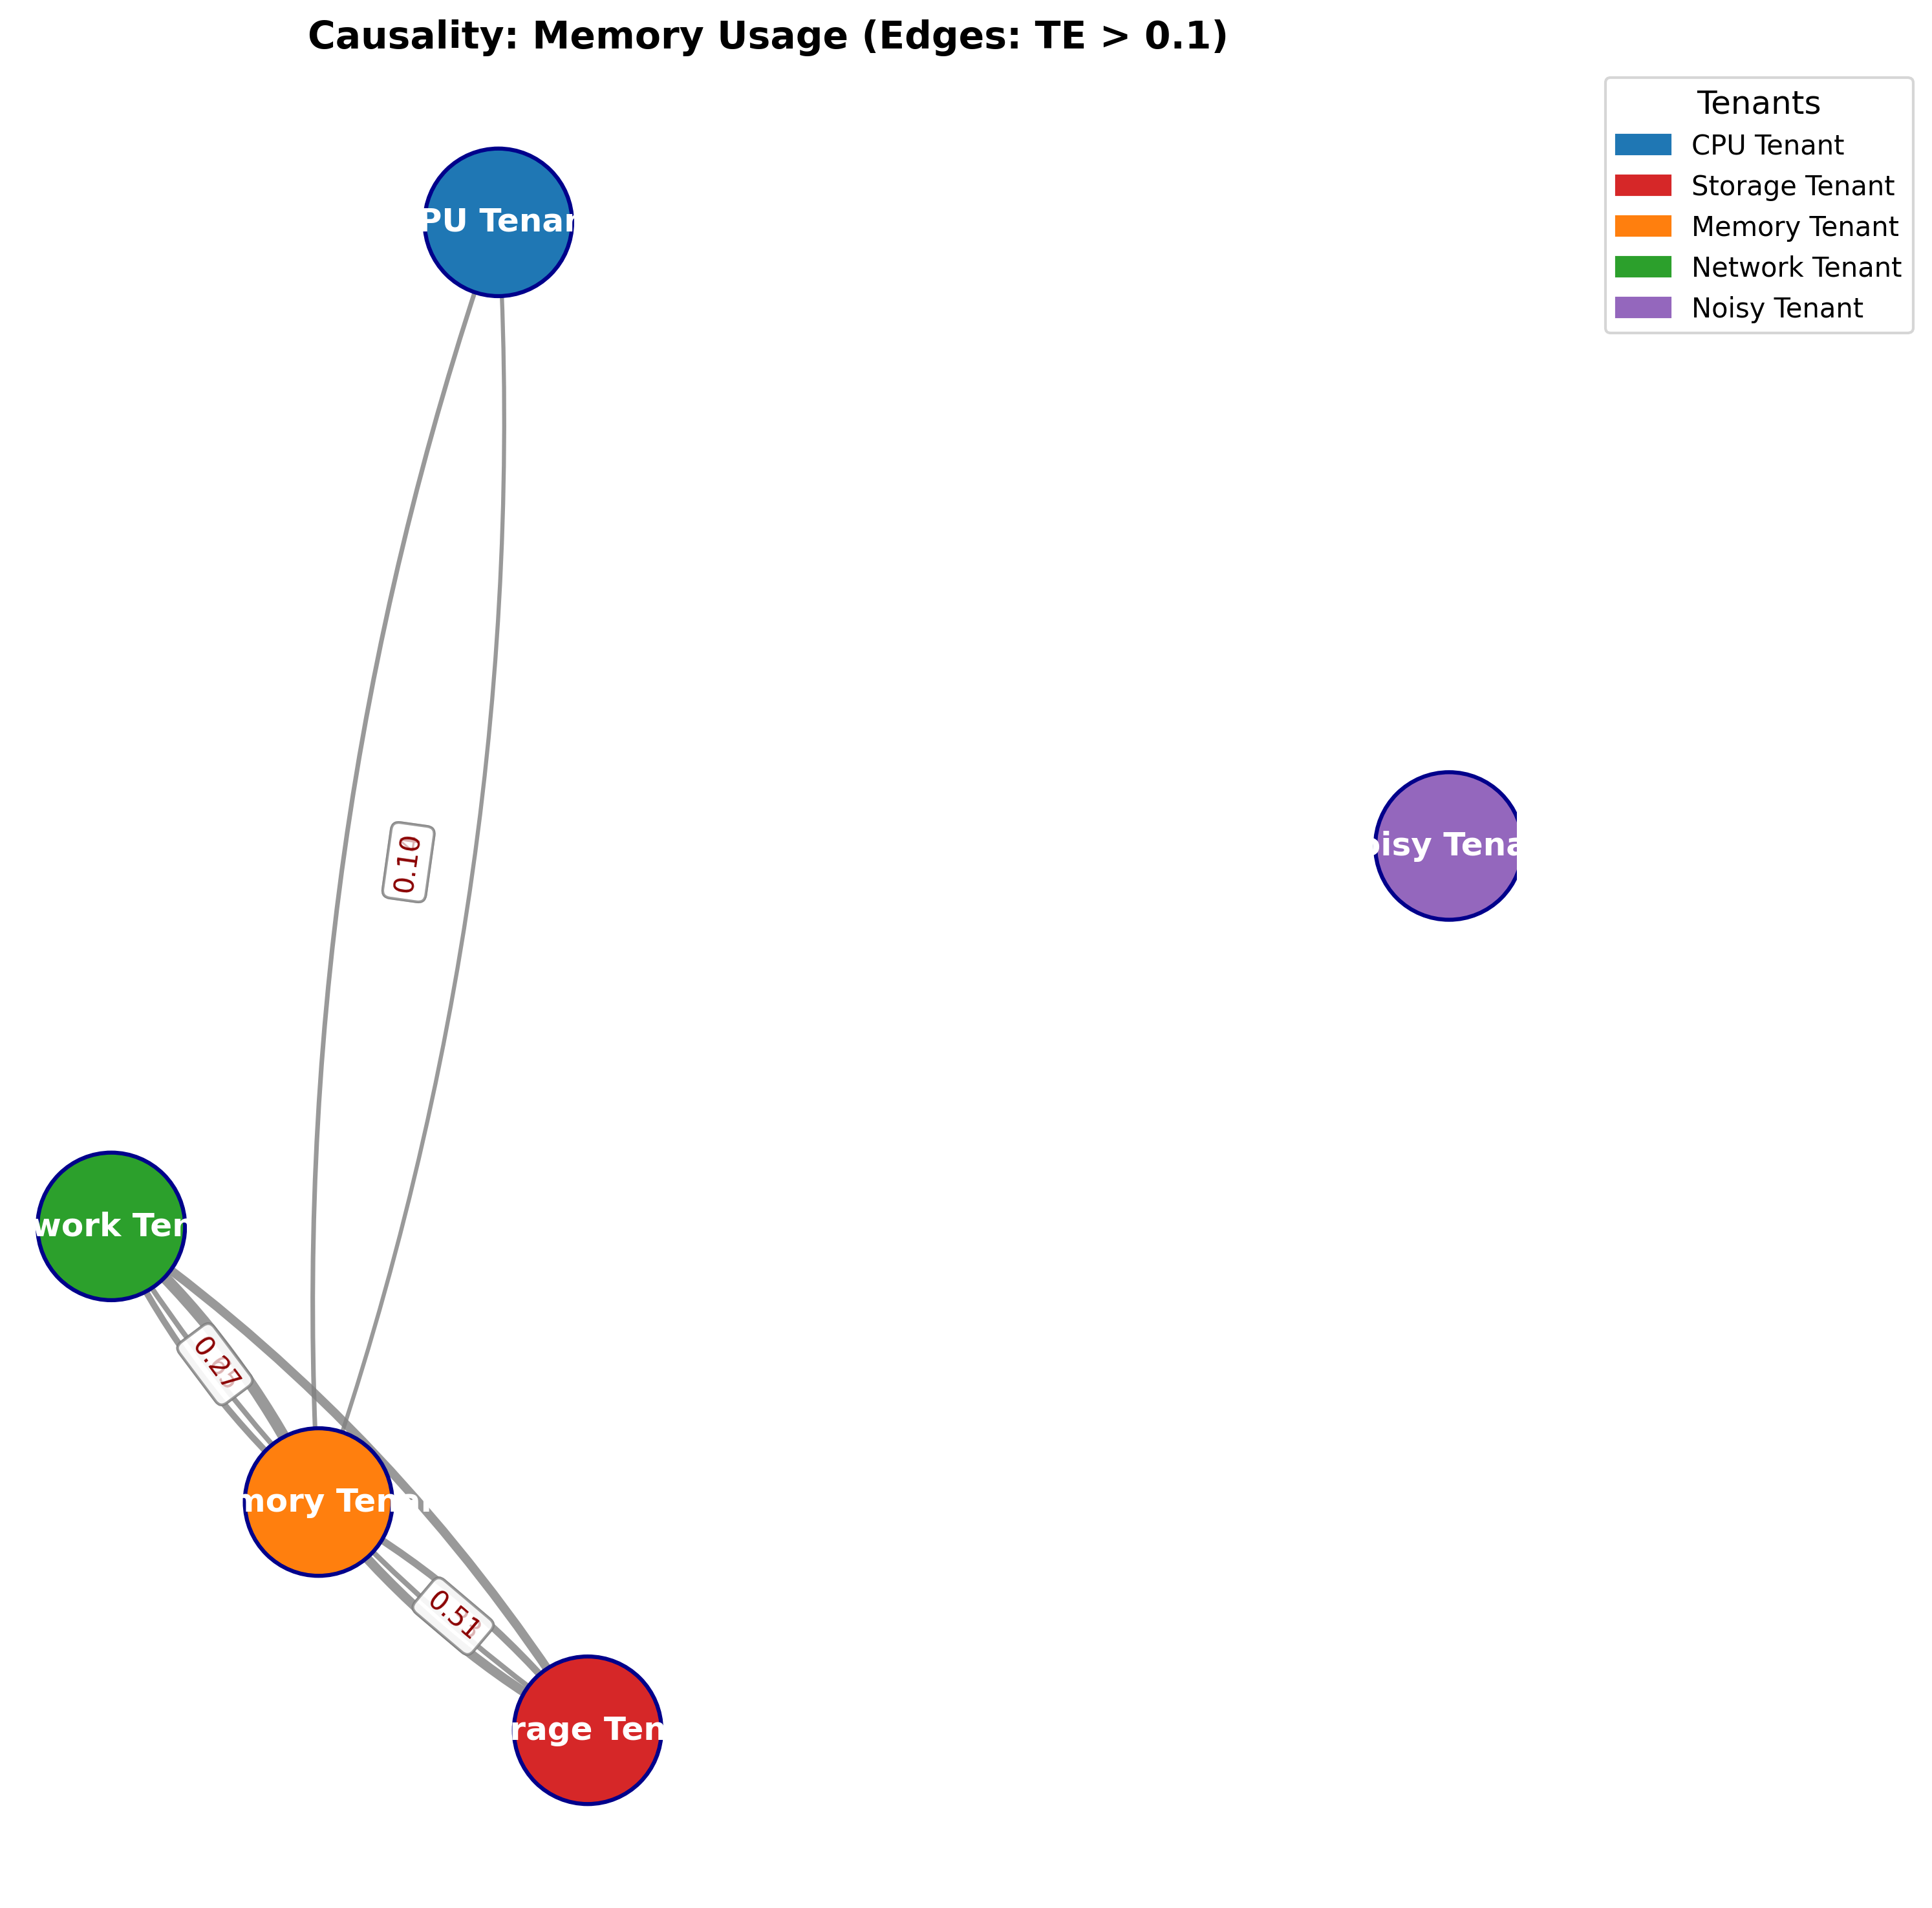 Causality: Memory Usage (Edges: TE > 0.1)
Tenants
CPU Tenant
Storage Tenant
Memory Tenant
Network Tenant
Noisy Tenant
PU Tenan
0.10
oisy Tena
work Ten
0.27
mory Tenar
0.51
rage Ten